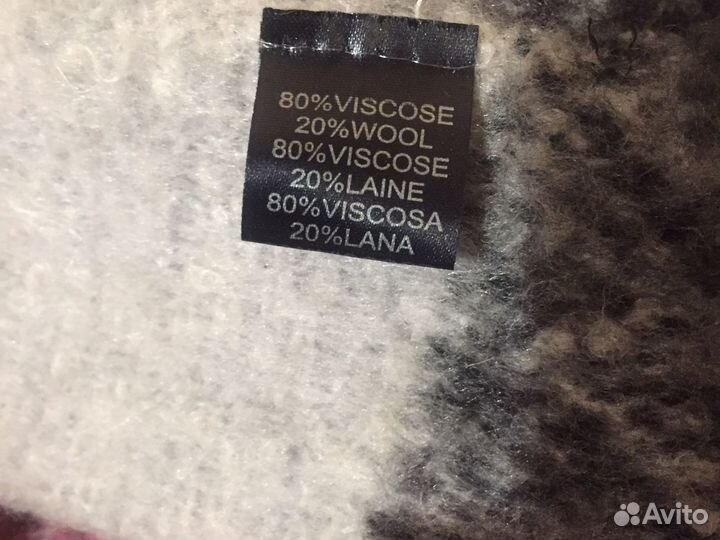 80%VISCOSE
20%WOOL
80%VISCOSE
20%LAINE
80%VISCOSA
20%LANA
Avito